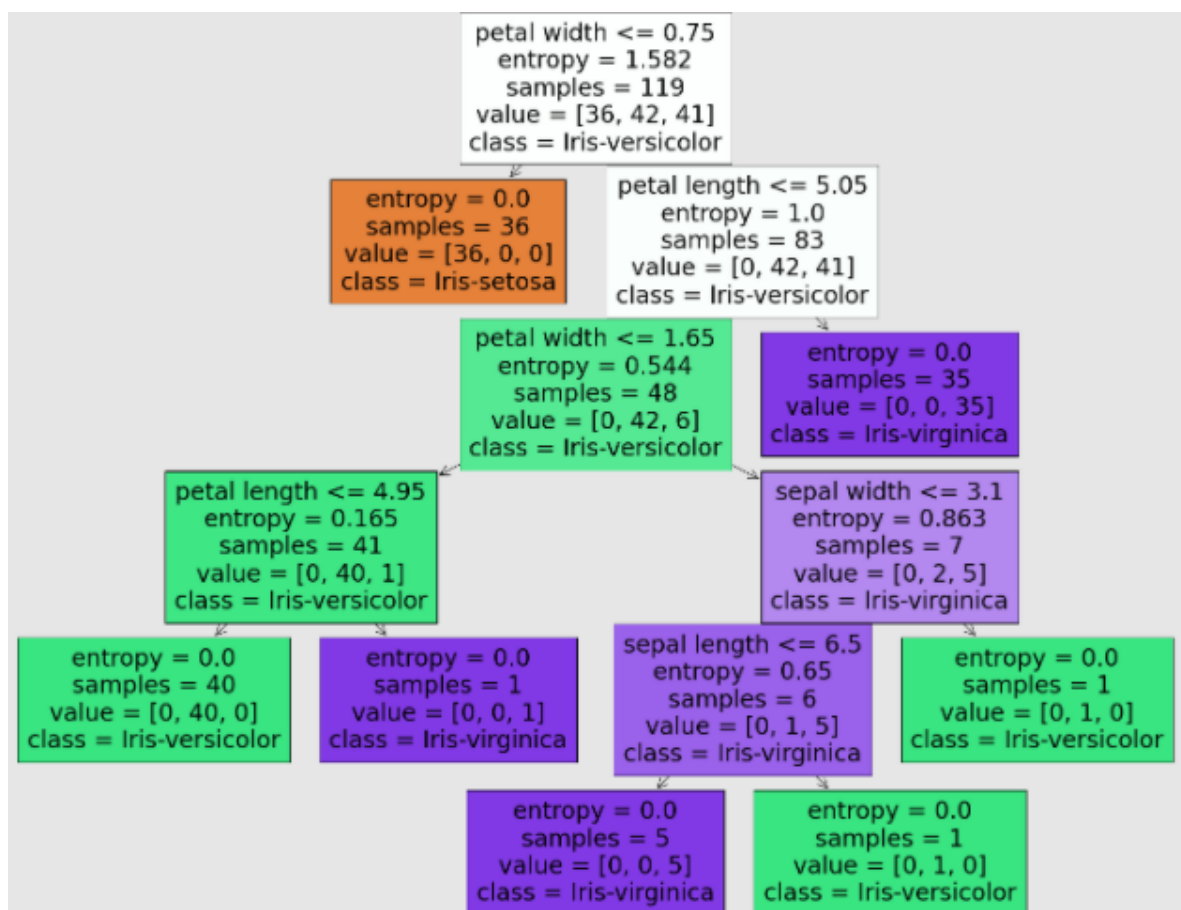 petal width <= 0.75
entropy = 1.582
samples = 119
value = [36, 42, 41]
class = Iris-versicolor
entropy = 0.0
samples = 36
value = [36, 0, 0]
class = Iris-setosa
petal length <= 5.05
entropy = 1.0
samples = 83
value = [0, 42, 41]
class = Iris-versicolor
petal width <= 1.65
entropy = 0.544
samples = 48
value = [0, 42, 6]
class = Iris-versicolor
entropy = 0.0
samples = 35
value = [0, 0, 35]
class = Iris-virginica
petal length <= 4.95
entropy = 0.165
samples = 41
value = [0, 40, 1]
class = Iris-versicolor
sepal width <= 3.1
entropy = 0.863
samples = 7
value = [0, 2, 5]
class = Iris-virginica
entropy = 0.0
samples = 40
value = [0, 40, 0]
class = Iris-versicolor
entropy = 0.0
samples = 1
value = [0, 0, 1]
class = Iris-virginica
sepal length <= 6.5
entropy = 0.65
samples = 6
value = [0, 1, 5]
class = Iris-virginica
entropy = 0.0
samples = 1
value = [0, 1, 0]
class = Iris-versicolor
entropy = 0.0
samples = 5
value = [0, 0, 5]
class = Iris-virginica
entropy = 0.0
samples = 1
value = [0, 1, 0]
class = Iris-versicolor